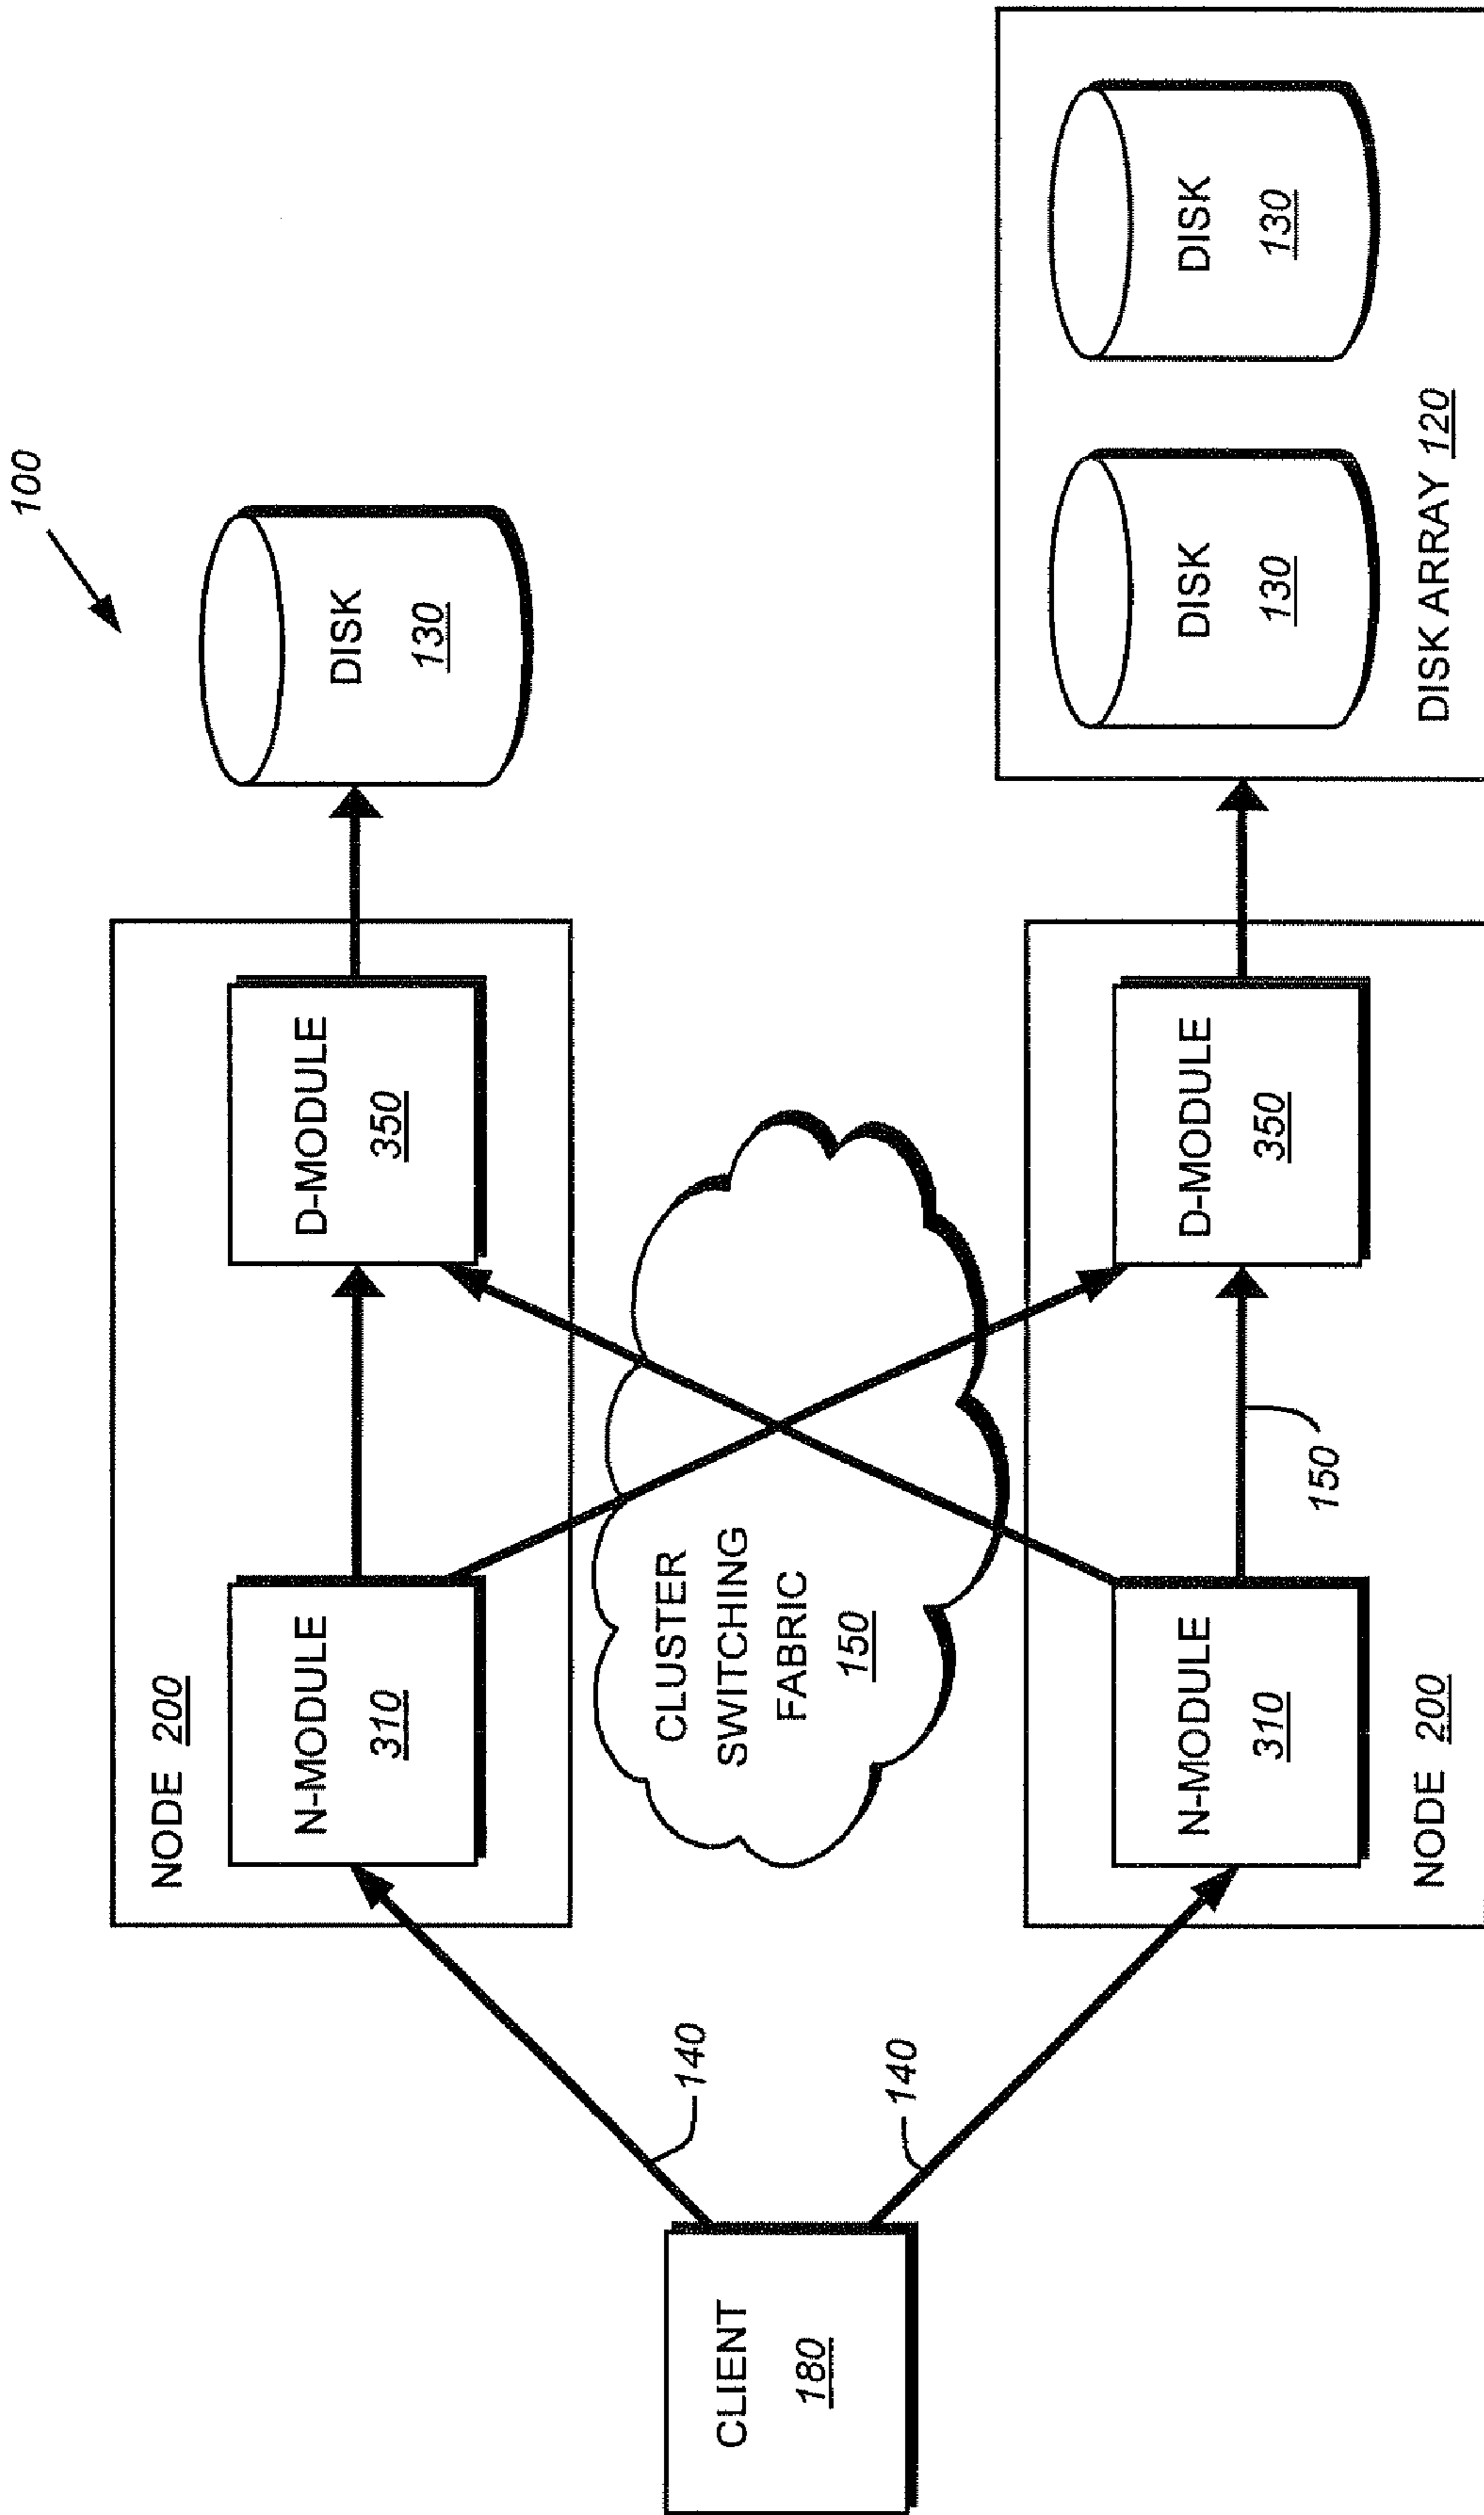 100
NODE 200
N-MODULE
310
D-MODULE
350
DISK
130
140
CLIENT
180
140
CLUSTER
SWITCHING
FABRIC
150
N-MODULE
310
150
D-MODULE
350
NODE 200
DISK
130
DISK
130
DISK ARRAY 120